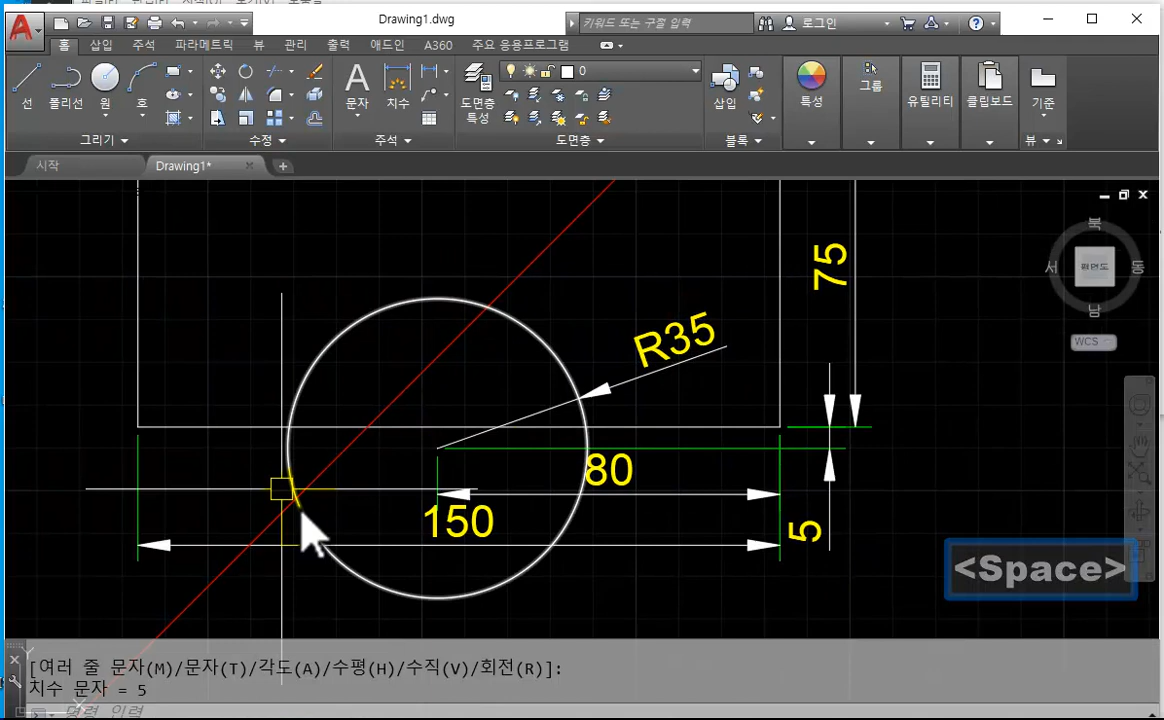 Drawing1.dwg
키워드 또는 구절 입력
로그인
홈 삽입 주석 파라메트릭 뷰 관리 출력 애드인 A360 주요 응용프로그램
선 폴리선 원 호
문자 치수
도면층
특성
0
삽입
특성
그룹
유틸리티
클립보드
기준
그리기 수정 주석 도면층 블록 뷰
시작 Drawing1*
북
서 평면도 동
남
WCS
75
R35
80
150
5
<Space>
[여러 줄 문자(M)/문자(T)/각도(A)/수평(H)/수직(V)/회전(R)]:
치수 문자 = 5
명령 입력